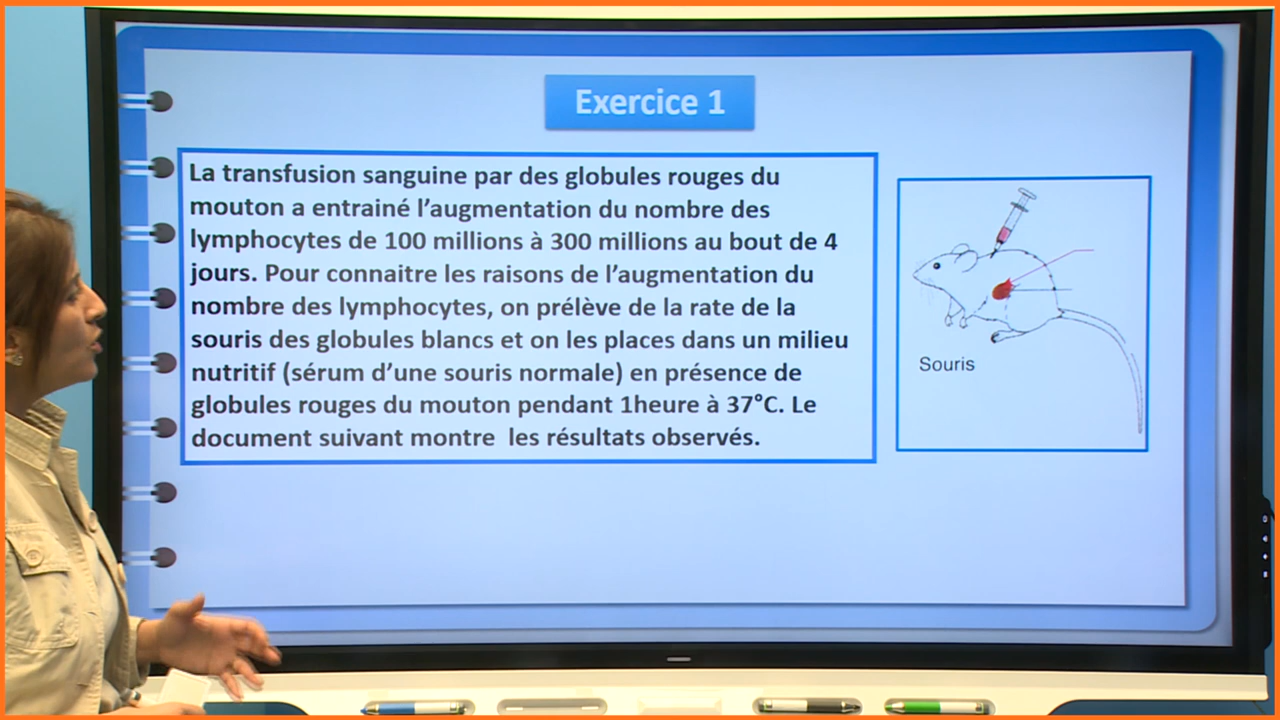 Exercice 1
La transfusion sanguine par des globules rouges du
mouton a entrainé l'augmentation du nombre des
lymphocytes de 100 millions à 300 millions au bout de 4
jours. Pour connaitre les raisons de l'augmentation du
nombre des lymphocytes, on prélève de la rate de la
souris des globules blancs et on les places dans un milieu
nutritif (sérum d'une souris normale) en présence de
globules rouges du mouton pendant 1heure à 37°C. Le
document suivant montre les résultats observés.
Souris